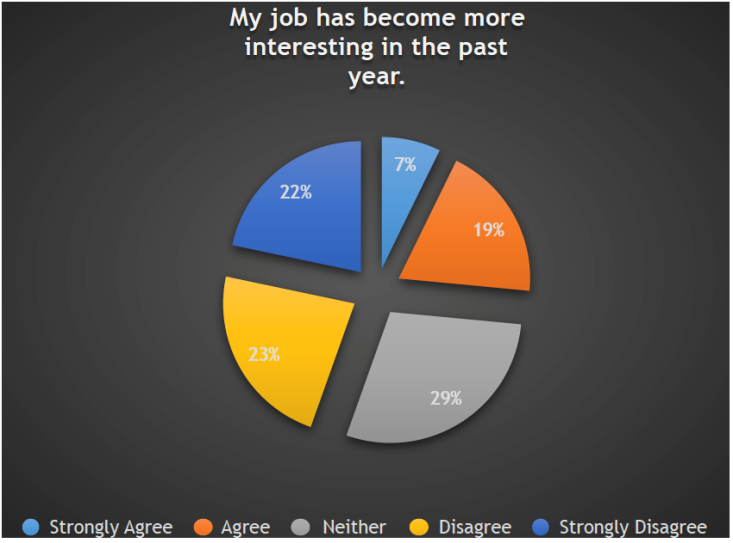 My job has become more
interesting in the past
year.
7%
19%
29%
23%
22%
Strongly Agree Agree Neither Disagree Strongly Disagree